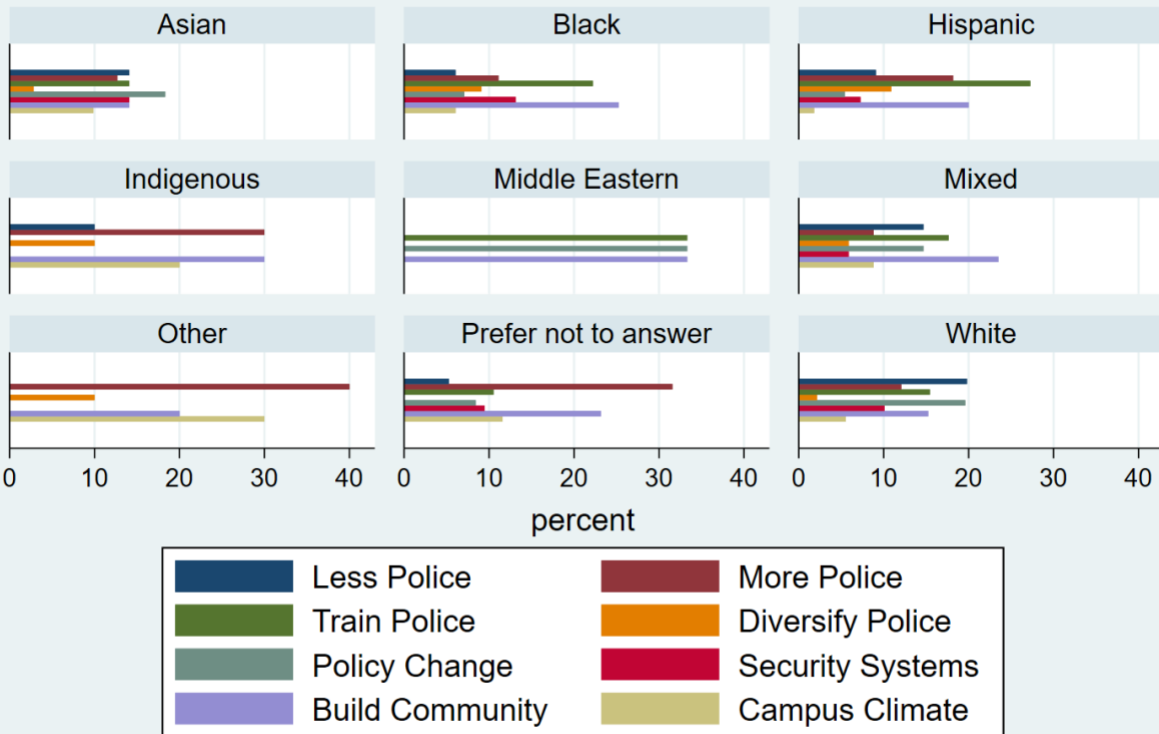 Asian Black Hispanic
Indigenous Middle Eastern Mixed
Other Prefer not to answer White
0 10 20 30 40 0 10 20 30 40 0 10 20 30 40
percent
Less Police More Police
Train Police Diversify Police
Policy Change Security Systems
Build Community Campus Climate